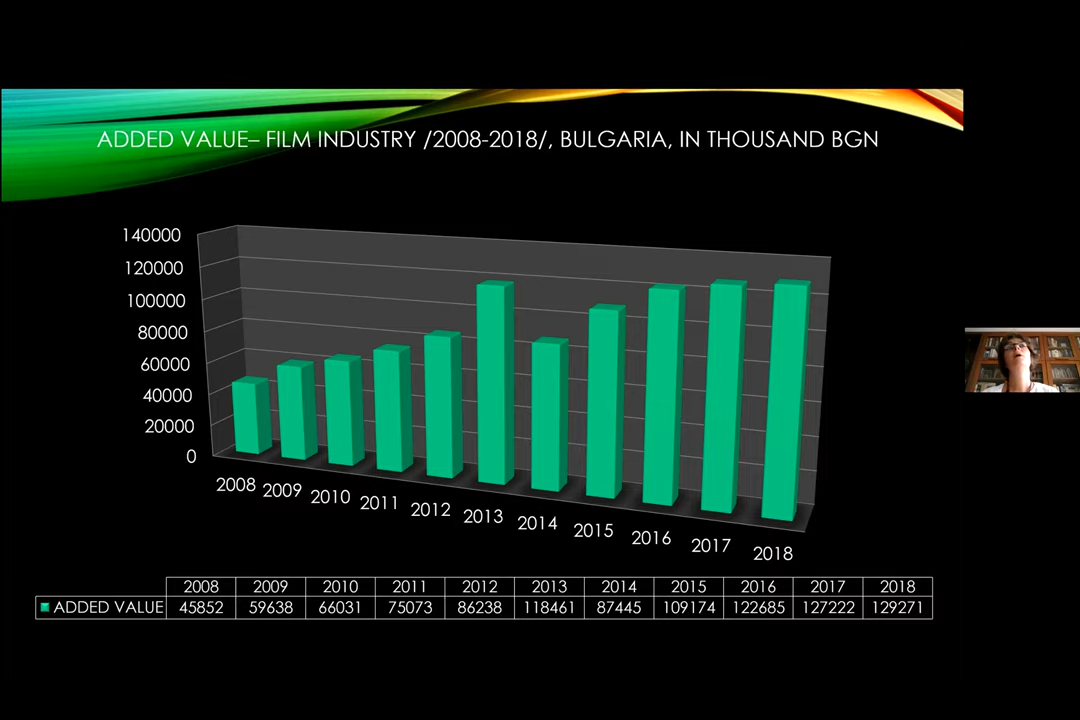 ADDED VALUE– FILM INDUSTRY /2008-2018/, BULGARIA, IN THOUSAND BGN
140000
120000
100000
80000
60000
40000
20000
0
2008 2009 2010 2011 2012 2013 2014 2015 2016 2017 2018
2008 2009 2010 2011 2012 2013 2014 2015 2016 2017 2018
ADDED VALUE 45852 59638 66031 75073 86238 118461 87445 109174 122685 127222 129271